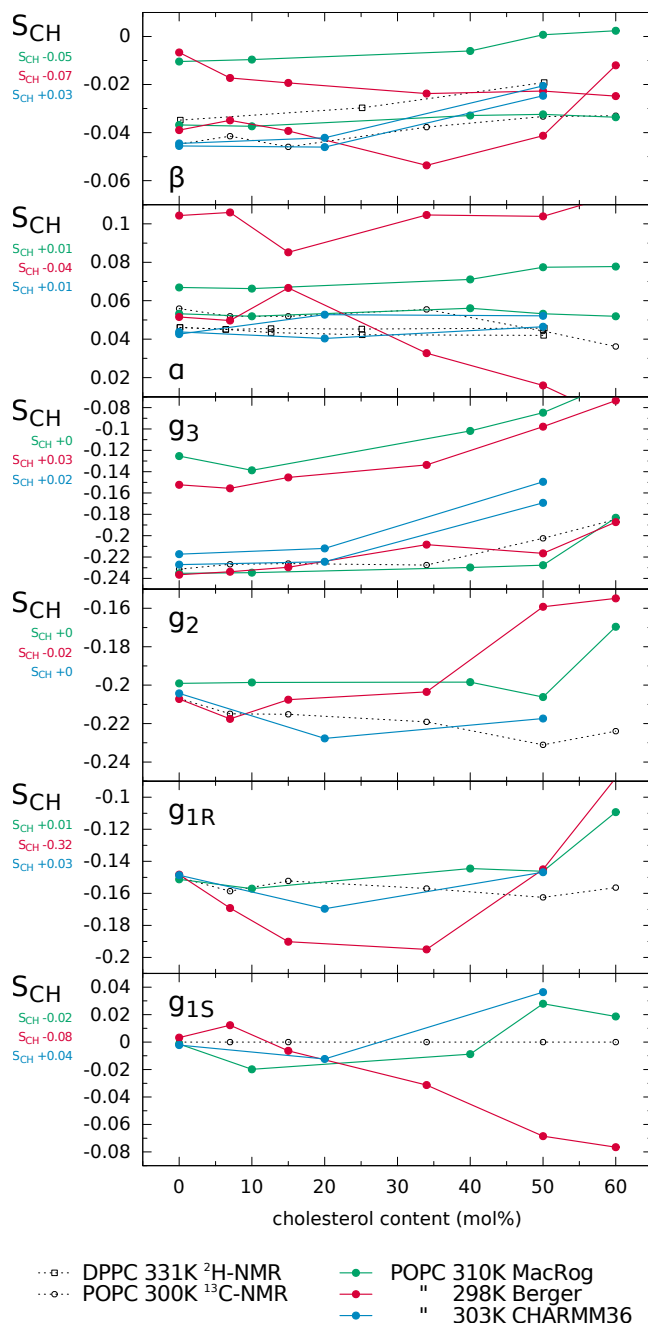 S_CH
S_CH -0.05
S_CH -0.07
S_CH +0.03
0
-0.02
-0.04
-0.06
β
S_CH
S_CH +0.01
S_CH -0.04
S_CH +0.01
0.1
0.08
0.06
0.04
0.02
α
S_CH
S_CH +0
S_CH +0.03
S_CH +0.02
-0.08
-0.1
-0.12
-0.14
-0.16
-0.18
-0.2
-0.22
-0.24
g_3
S_CH
S_CH +0
S_CH -0.02
S_CH +0
-0.16
-0.18
-0.2
-0.22
-0.24
g_2
S_CH
S_CH +0.01
S_CH -0.32
S_CH +0.03
-0.1
-0.12
-0.14
-0.16
-0.18
-0.2
g_1R
S_CH
S_CH -0.02
S_CH -0.08
S_CH +0.04
0.04
0.02
0
-0.02
-0.04
-0.06
-0.08
g_1S
0 10 20 30 40 50 60
cholesterol content (mol%)
DPPC 331K ²H-NMR
POPC 300K ¹³C-NMR
POPC 310K MacRog
" 298K Berger
" 303K CHARMM36